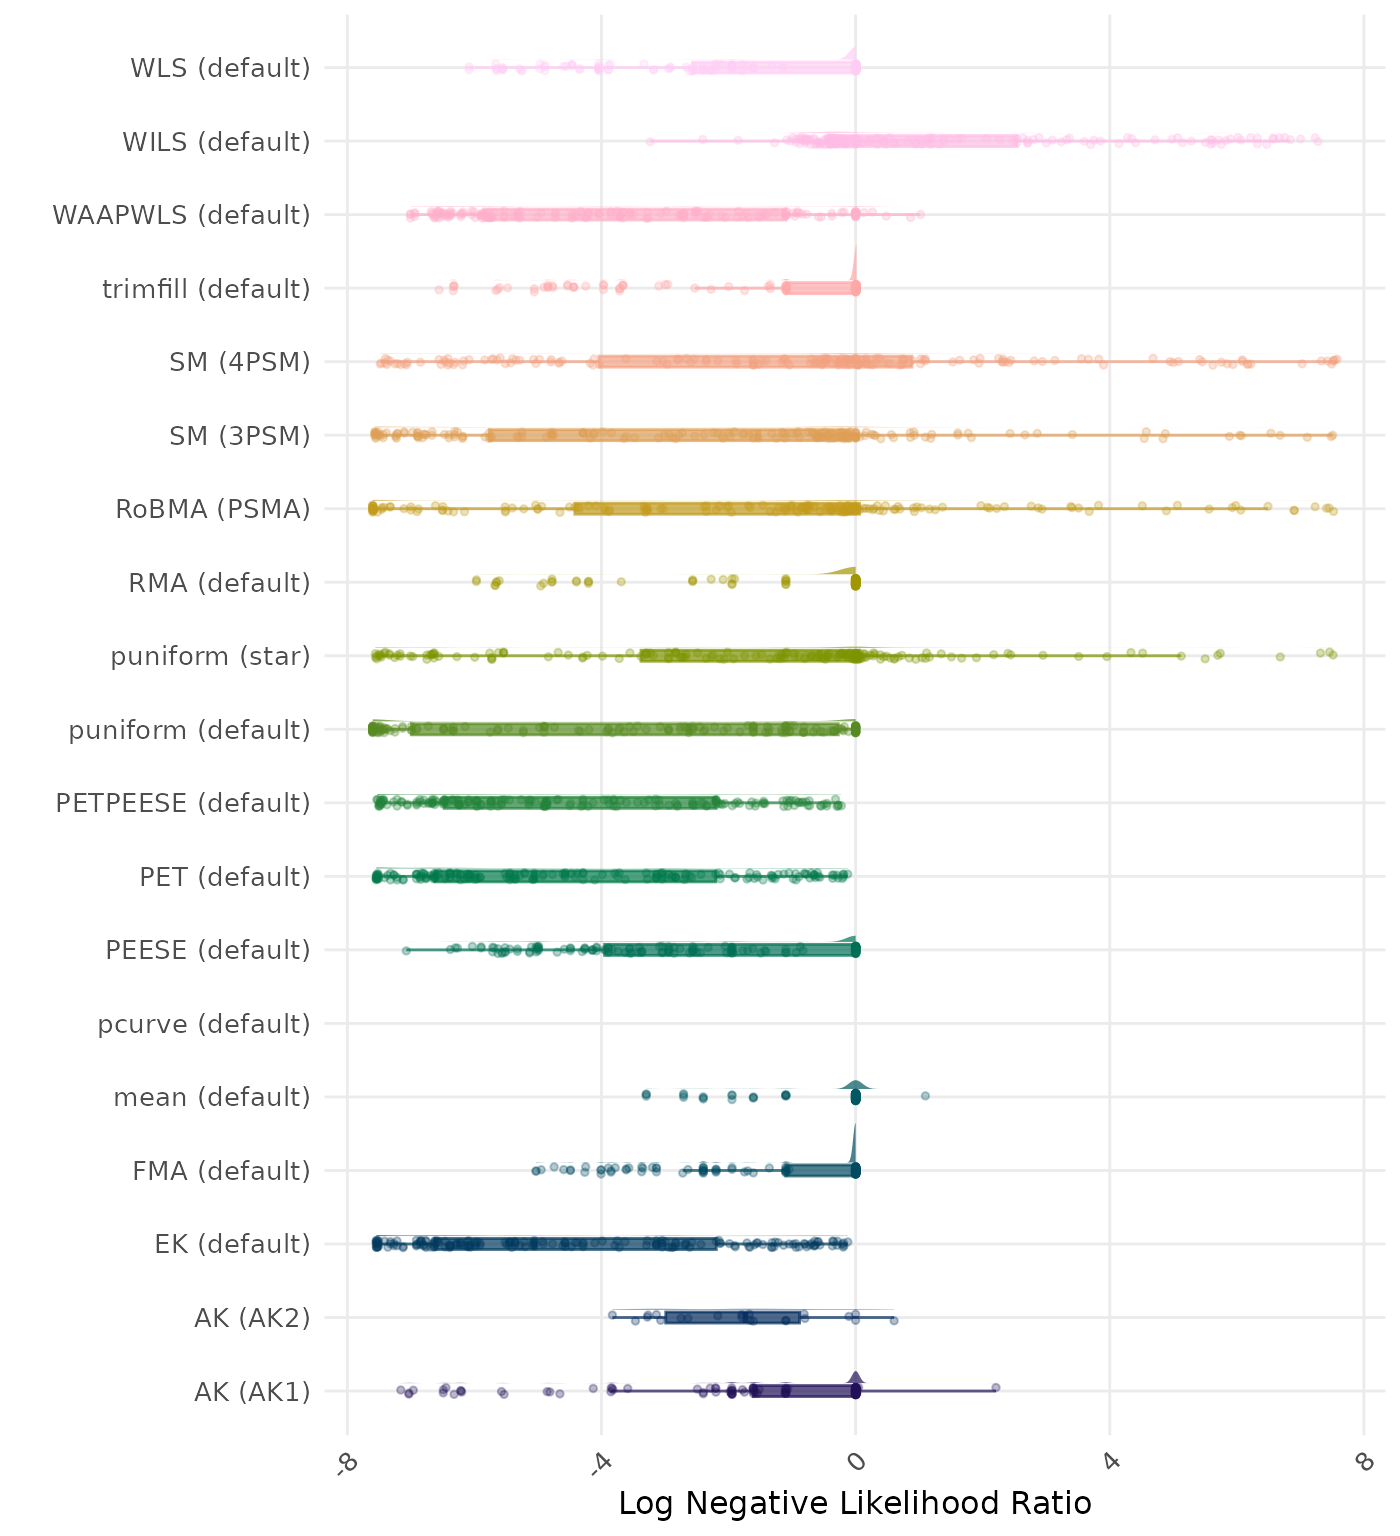 WLS (default)
WILS (default)
WAAPWLS (default)
trimfill (default)
SM (4PSM)
SM (3PSM)
RoBMA (PSMA)
RMA (default)
puniform (star)
puniform (default)
PETPEESE (default)
PET (default)
PEESE (default)
pcurve (default)
mean (default)
FMA (default)
EK (default)
AK (AK2)
AK (AK1)
-8 -4 0 4 8
Log Negative Likelihood Ratio